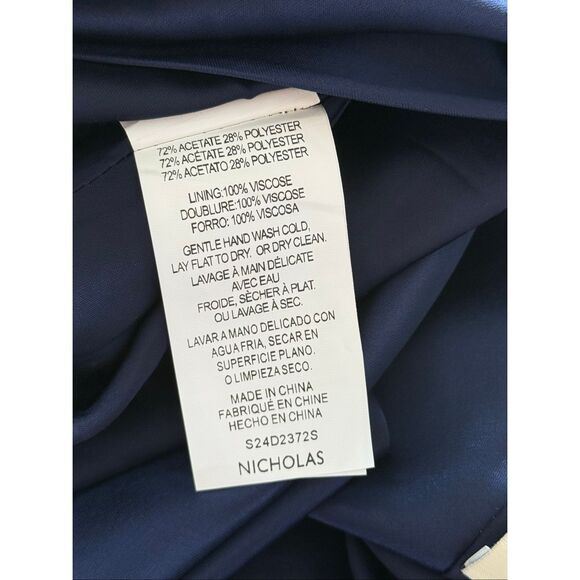 72% ACETATE 28% POLYESTER
72% ACÉTATE 28% POLYESTER
72% ACETATO 28% POLYESTER
LINING:100% VISCOSE
DOUBLURE:100% VISCOSE
FORRO: 100% VISCOSA
GENTLE HAND WASH COLD,
LAY FLAT TO DRY. OR DRY CLEAN.
LAVAGE À MAIN DÉLICATE
AVEC EAU
FROIDE, SÈCHER À PLAT.
OU LAVAGE À SEC.
LAVAR A MANO DELICADO CON
AGUA FRIA, SECAR EN
SUPERFICIE PLANO.
O LIMPIEZA SECO.
MADE IN CHINA
FABRIQUÉ EN CHINE
HECHO EN CHINA
S24D2372S
NICHOLAS